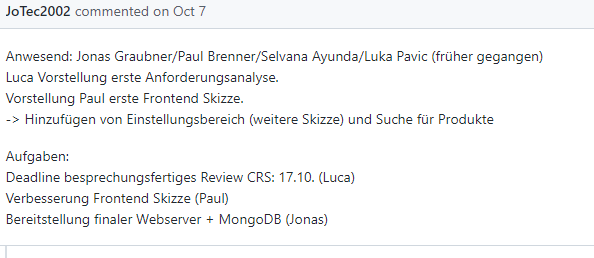 JoTec2002 commented on Oct 7
Anwesend: Jonas Graubner/Paul Brenner/Selvana Ayunda/Luka Pavic (früher gegangen)
Luca Vorstellung erste Anforderungsanalyse.
Vorstellung Paul erste Frontend Skizze.
-> Hinzufügen von Einstellungsbereich (weitere Skizze) und Suche für Produkte
Aufgaben:
Deadline besprechungsfertiges Review CRS: 17.10. (Luca)
Verbesserung Frontend Skizze (Paul)
Bereitstellung finaler Webserver + MongoDB (Jonas)